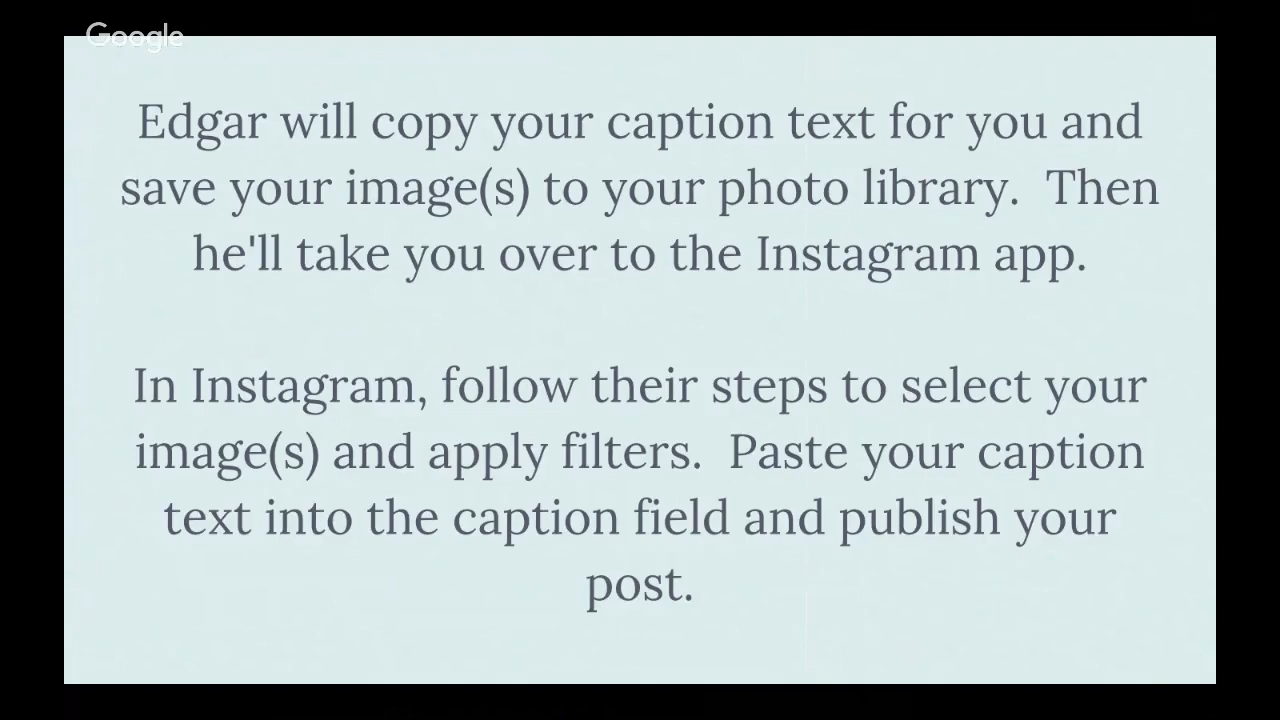 Google
Edgar will copy your caption text for you and
save your image(s) to your photo library.  Then
he'll take you over to the Instagram app.
In Instagram, follow their steps to select your
image(s) and apply filters.  Paste your caption
text into the caption field and publish your
post.